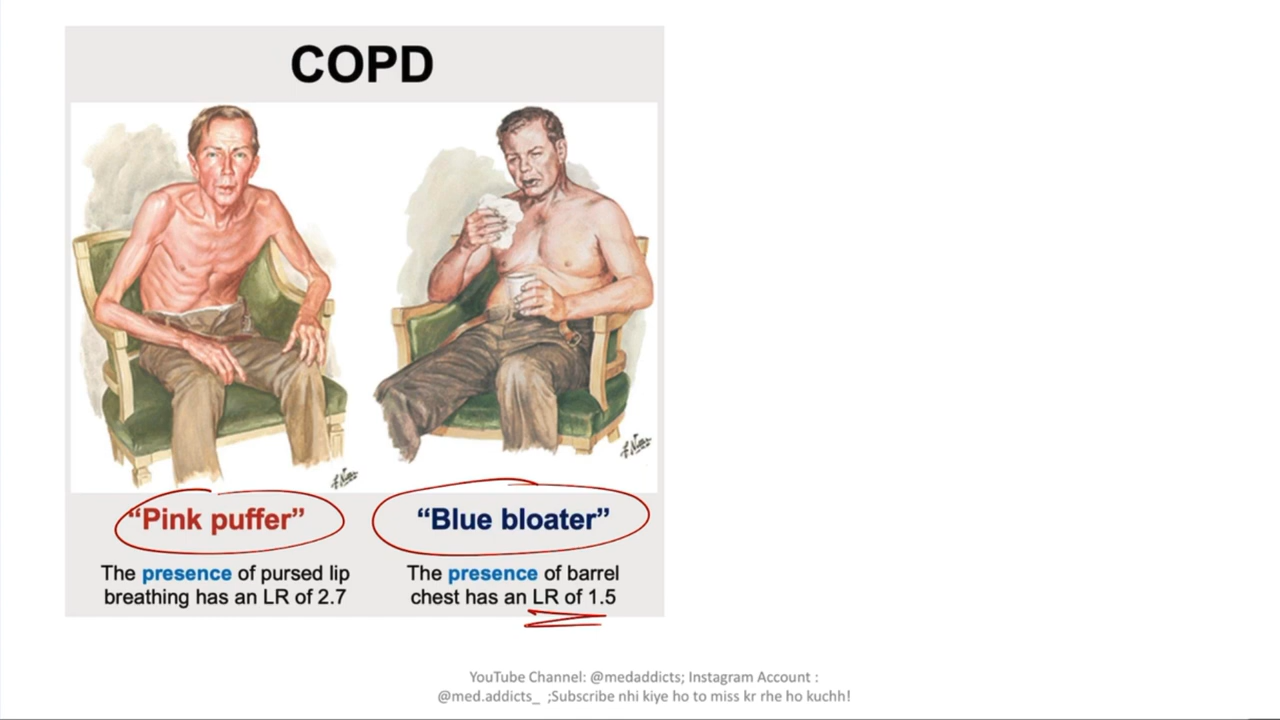 COPD
“Pink puffer”
The presence of pursed lip
breathing has an LR of 2.7
“Blue bloater”
The presence of barrel
chest has an LR of 1.5
YouTube Channel: @medaddicts; Instagram Account :
@med.addicts_ ;Subscribe nhi kiye ho to miss kr rhe ho kuchh!